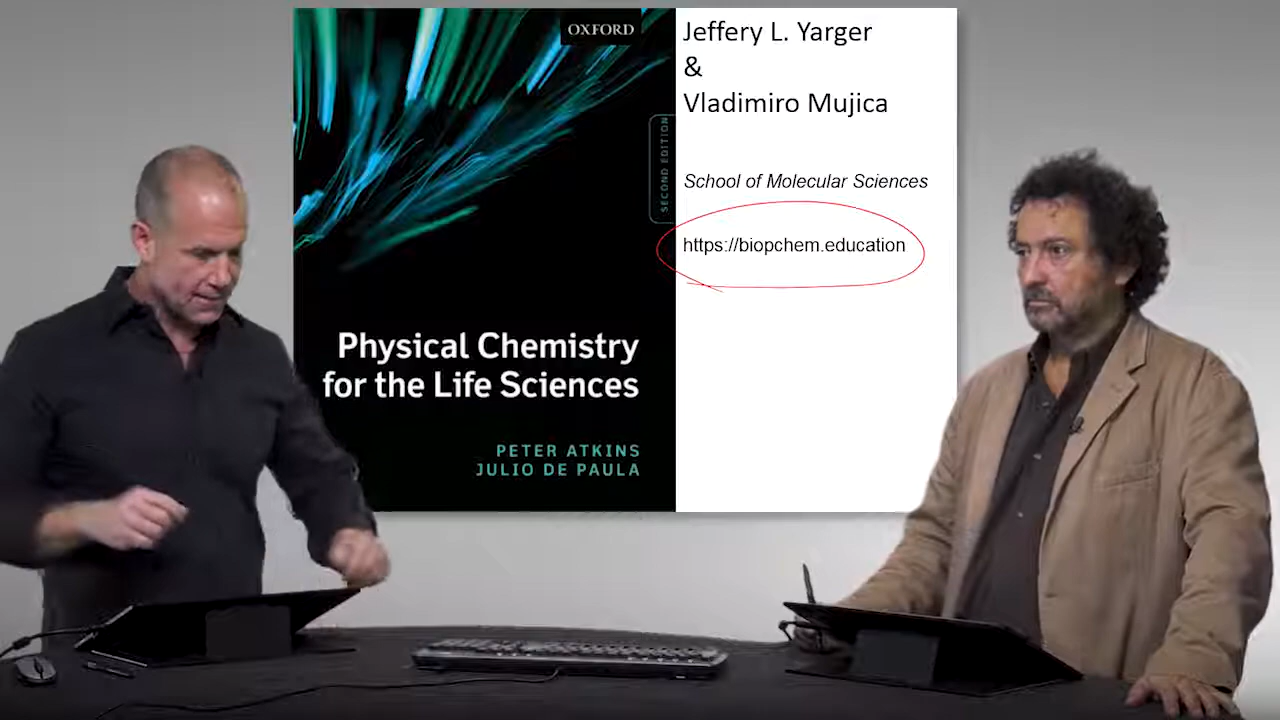 OXFORD
SECOND EDITION
Physical Chemistry
for the Life Sciences
PETER ATKINS
JULIO DE PAULA
Jeffery L. Yarger
&
Vladimiro Mujica
School of Molecular Sciences
https://biopchem.education